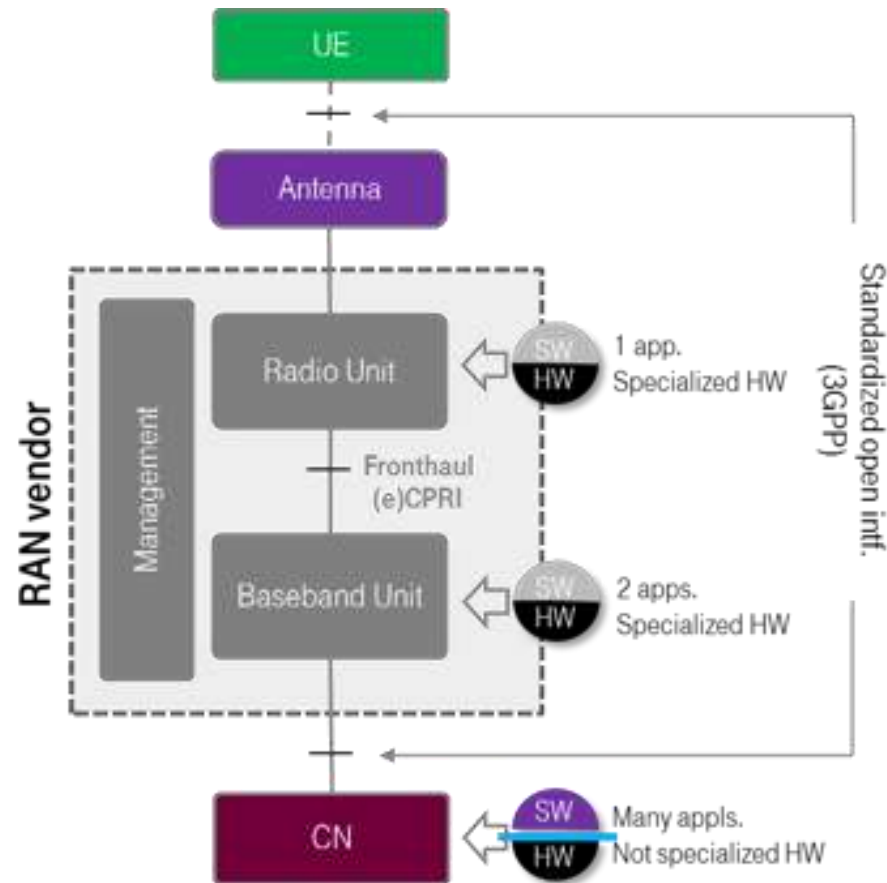 UE
Antenna
RAN vendor
Management
Radio Unit
SW
HW
1 app.
Specialized HW
Fronthaul
(e)CPRI
Baseband Unit
SW
HW
2 apps.
Specialized HW
Standardized open intf.
(3GPP)
CN
SW
HW
Many appls.
Not specialized HW